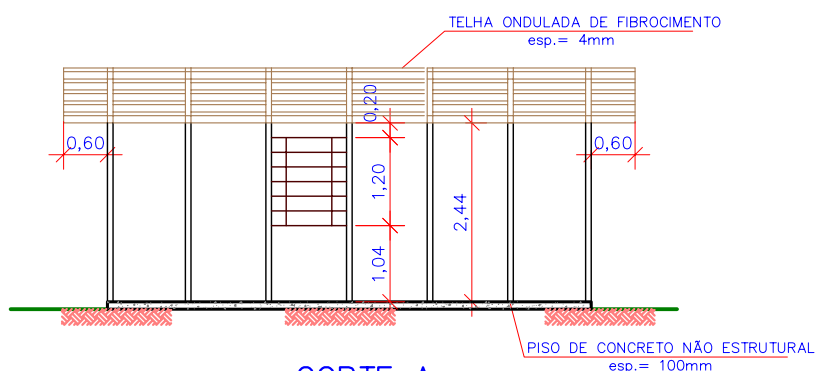 TELHA ONDULADA DE FIBROCIMENTO
esp.= 4mm
0,20
0,60
0,60
1,20
2,44
1,04
PISO DE CONCRETO NÃO ESTRUTURAL
esp.= 100mm
CORTE A